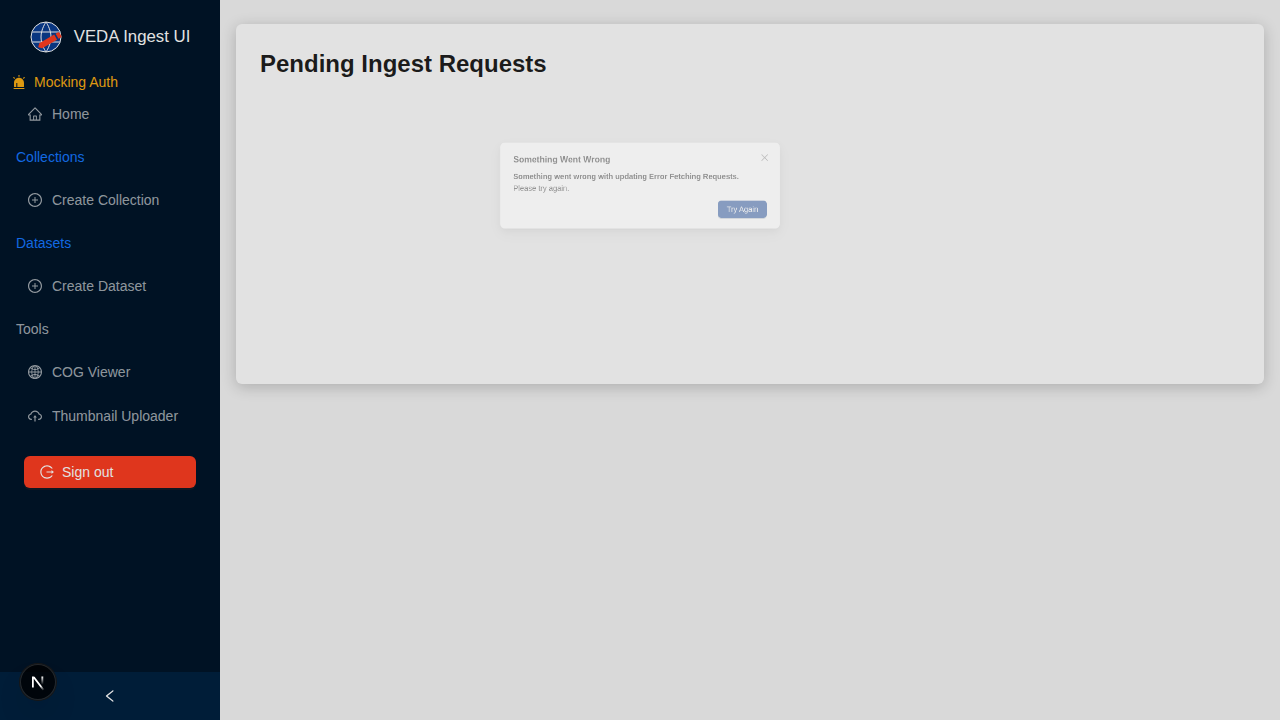 VEDA Ingest UI
Mocking Auth
Home
Collections
Create Collection
Datasets
Create Dataset
Tools
COG Viewer
Thumbnail Uploader
Sign out
Pending Ingest Requests
Something Went Wrong
Something went wrong with updating Error Fetching Requests.
Please try again.
Try Again